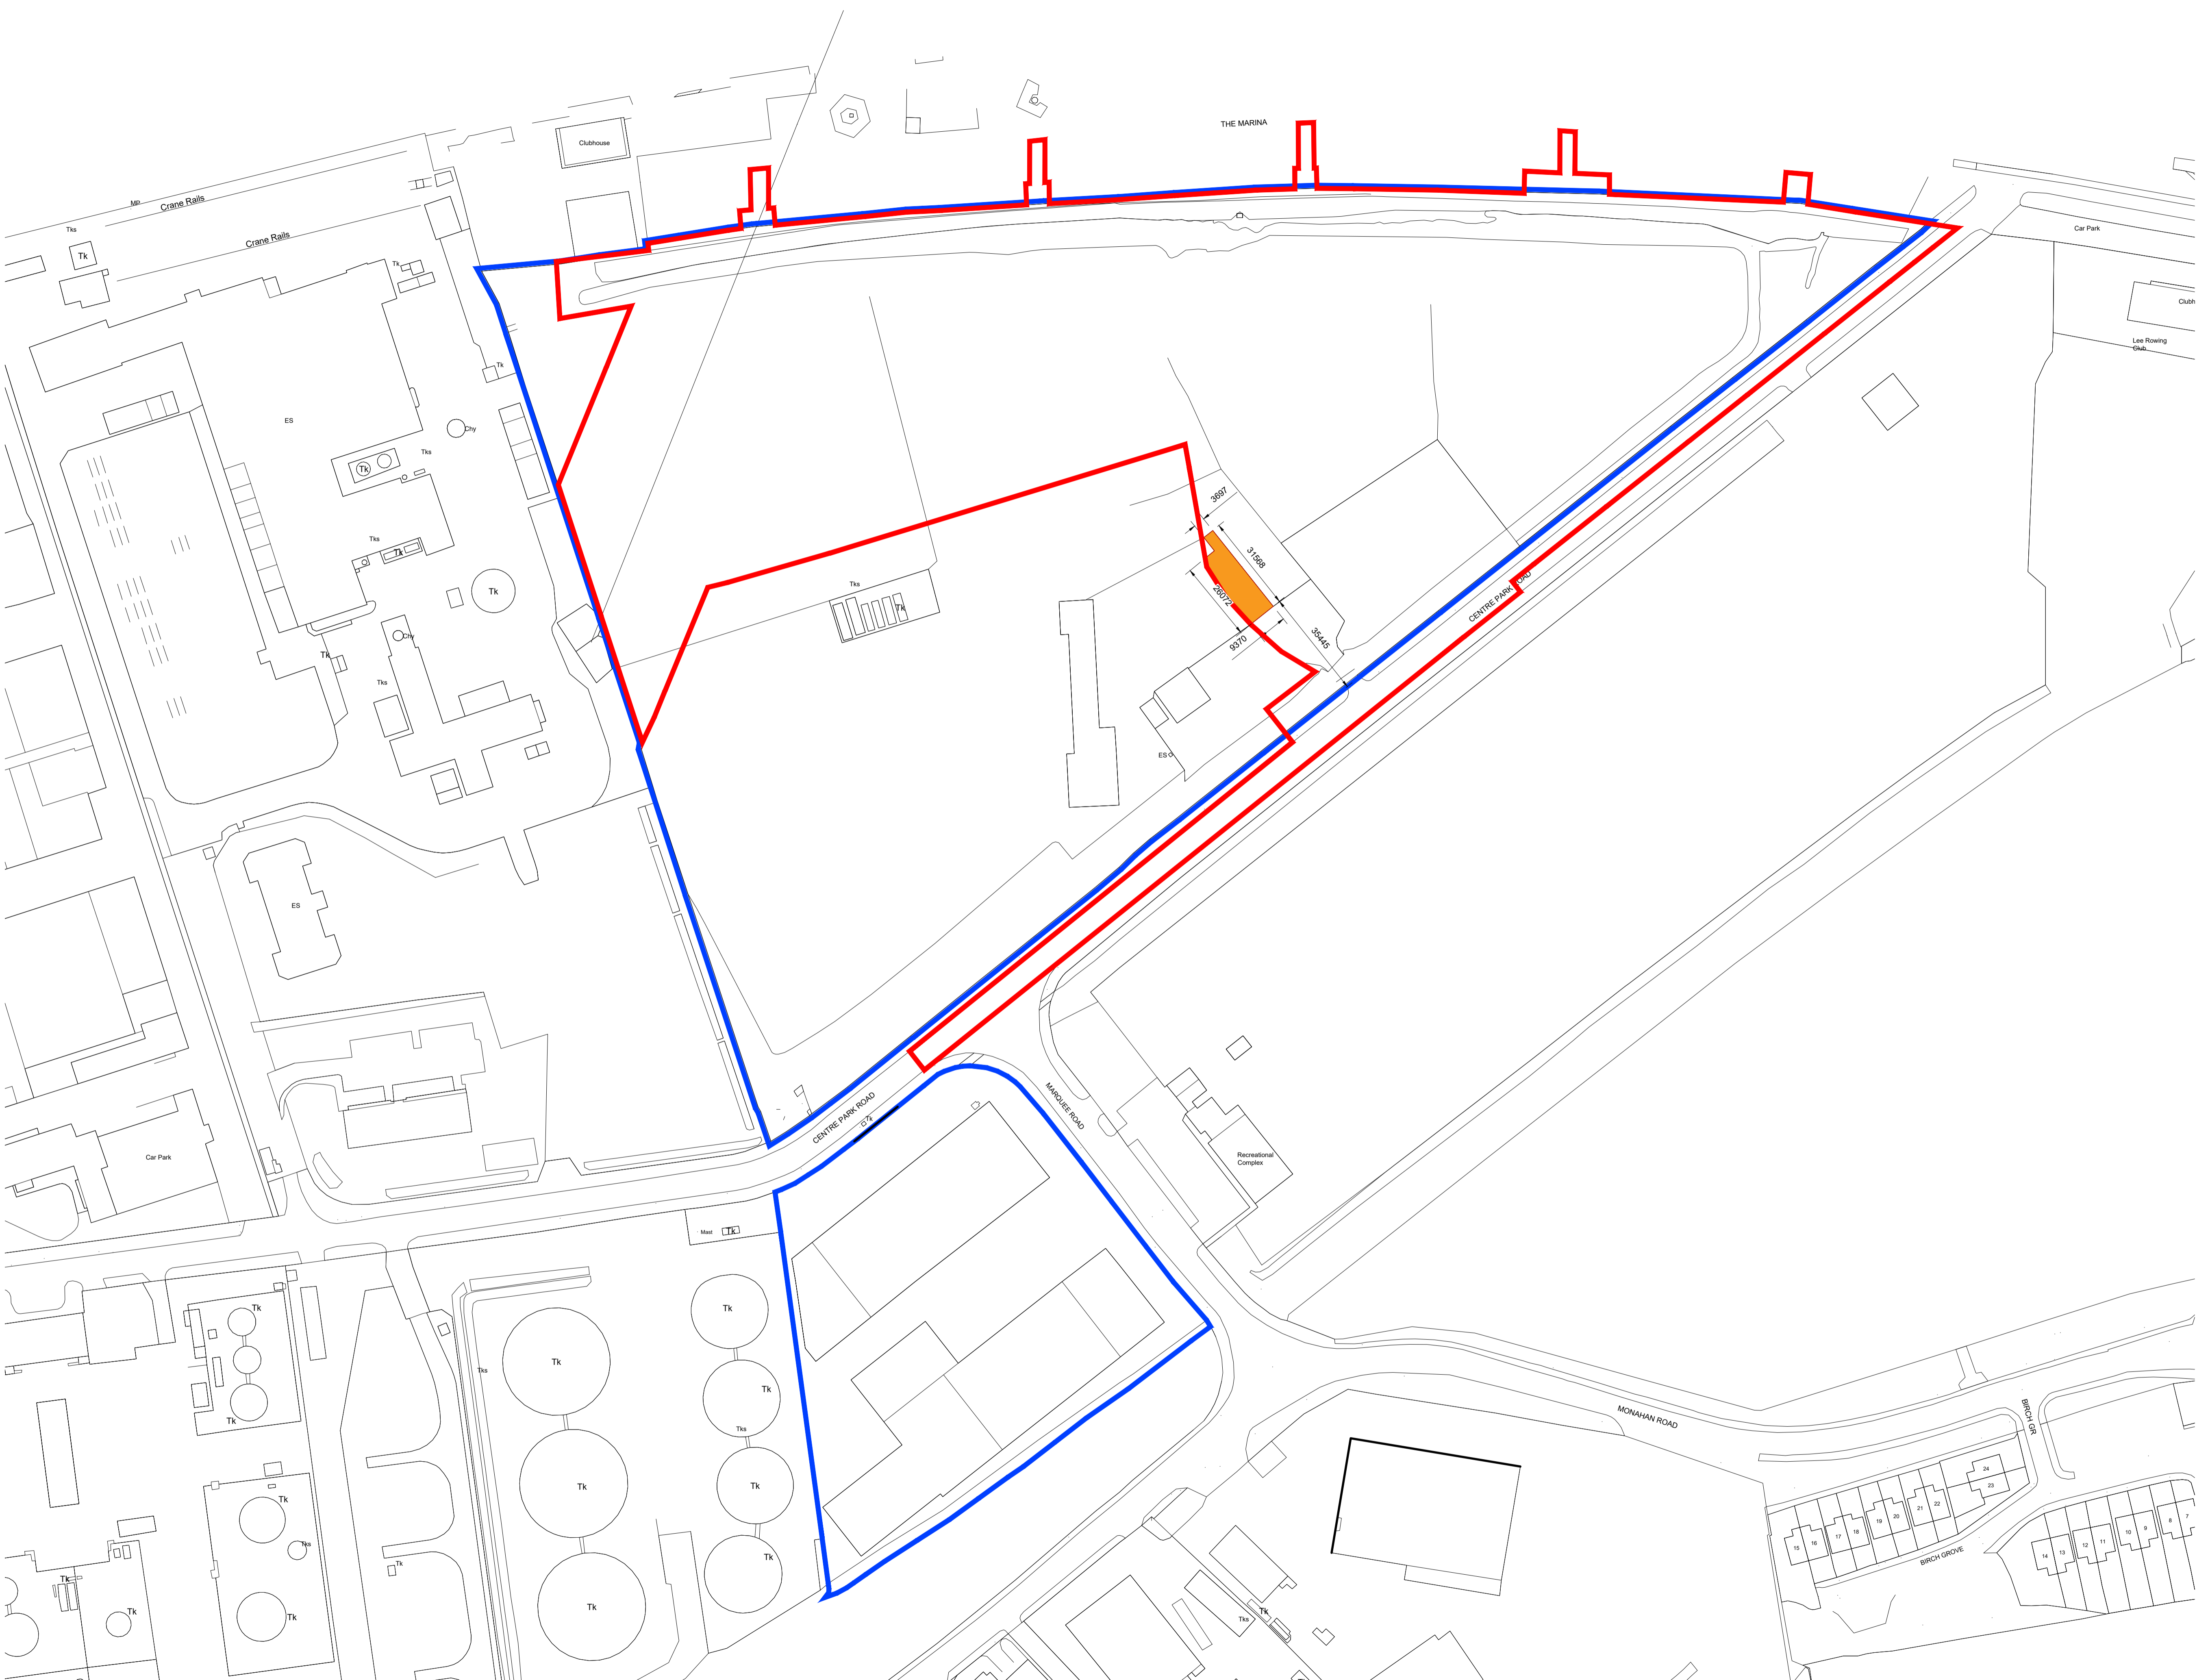 THE MARINA
Clubhouse
MP
Crane Rails
Tks
Crane Rails
Tk
Tk
Car Park
Clubh
Lee Rowing
Club
Tk
ES
Chy
Tks
Tk
3697
Tks
Tk
31568
Tks
Tk
Tk
26072
CENTRE PARK ROAD
Chy
9370
35445
Tk
Tks
ES
ES
MARQUEE ROAD
CENTRE PARK ROAD
Tk
Car Park
Recreational
Complex
Mast
Tk
Tk
Tk
Tks
Tk
Tk
Tk
Tks
Tk
Tk
Tk
Tk
Tk
Tks
Tk
Tk
Tk
Tk
Tk
Tk
MONAHAN ROAD
BIRCH GR
24
23
22
21
20
19
18
17
16
15
BIRCH GROVE
14
13
12
11
10
9
8
7
Tks
Tk